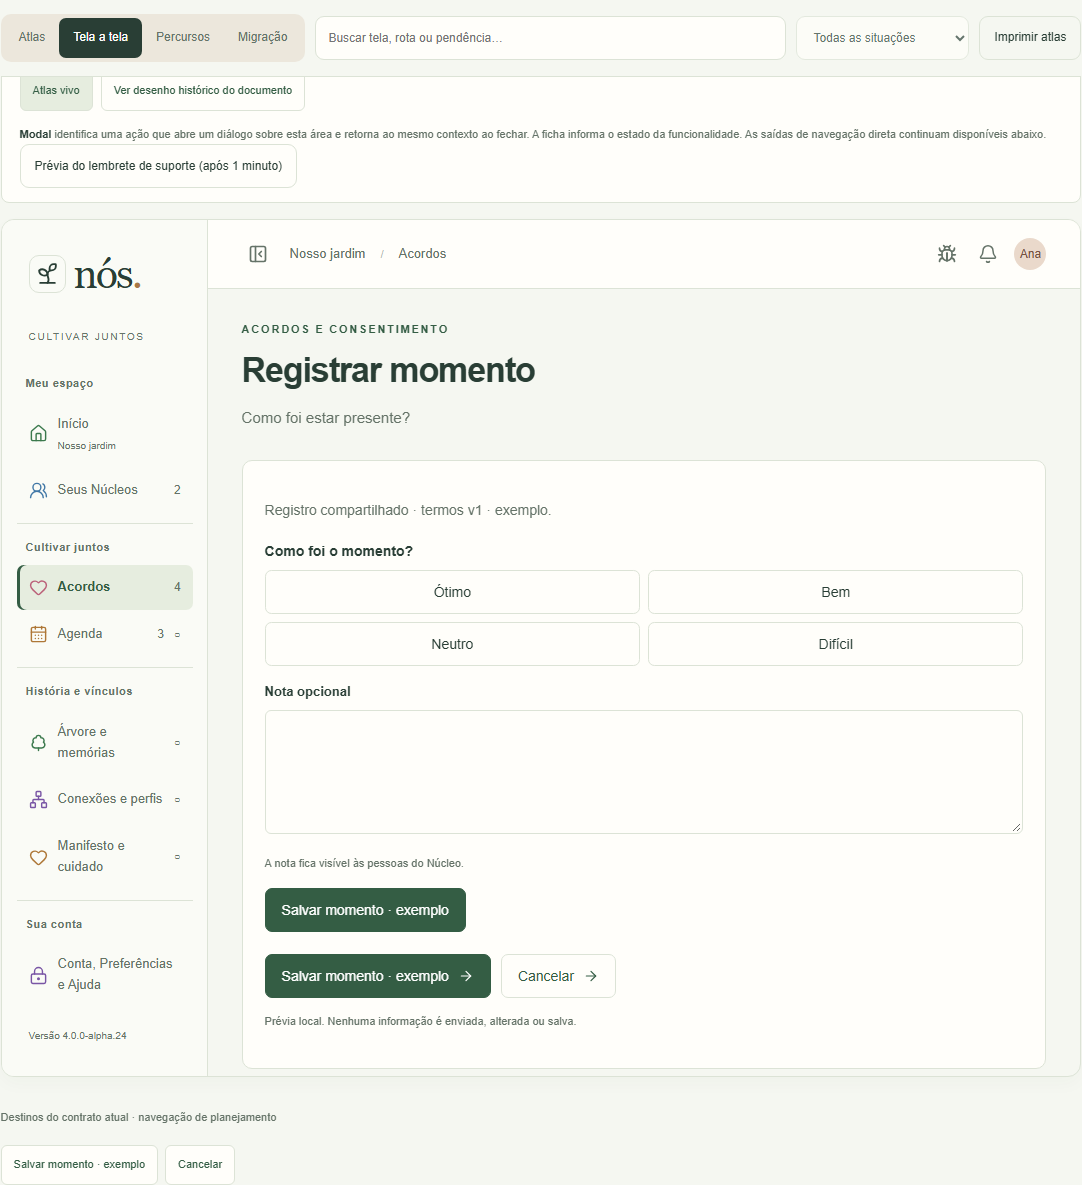 Atlas
Tela a tela
Percursos
Migração
Buscar tela, rota ou pendência...
Todas as situações
Imprimir atlas
Atlas vivo
Ver desenho histórico do documento
Modal identifica uma ação que abre um diálogo sobre esta área e retorna ao mesmo contexto ao fechar. A ficha informa o estado da funcionalidade. As saídas de navegação direta continuam disponíveis abaixo.
Prévia do lembrete de suporte (após 1 minuto)
nós.
CULTIVAR JUNTOS
Meu espaço
Início
Nosso jardim
Seus Núcleos 2
Cultivar juntos
Acordos 4
Agenda 3
História e vínculos
Árvore e
memórias
Conexões e perfis
Manifesto e
cuidado
Sua conta
Conta, Preferências
e Ajuda
Versão 4.0.0-alpha.24
Nosso jardim / Acordos
Ana
ACORDOS E CONSENTIMENTO
Registrar momento
Como foi estar presente?
Registro compartilhado · termos v1 · exemplo.
Como foi o momento?
Ótimo
Bem
Neutro
Difícil
Nota opcional
A nota fica visível às pessoas do Núcleo.
Salvar momento · exemplo
Salvar momento · exemplo →
Cancelar →
Prévia local. Nenhuma informação é enviada, alterada ou salva.
Destinos do contrato atual · navegação de planejamento
Salvar momento · exemplo
Cancelar